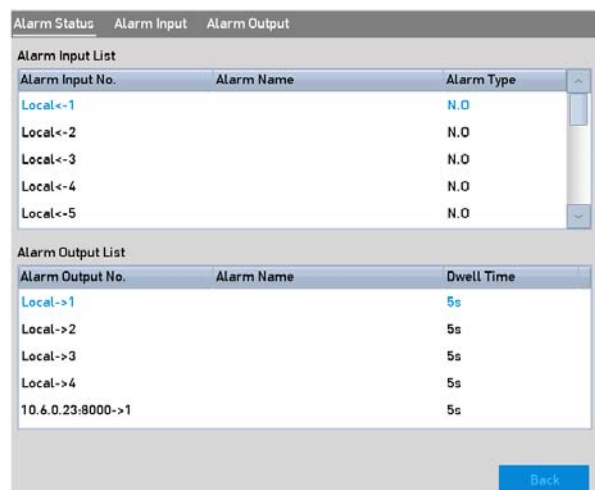 Alarm Status Alarm Input Alarm Output
Alarm Input List
Alarm Input No. Alarm Name Alarm Type
Local<-1 N.O
Local<-2 N.O
Local<-3 N.O
Local<-4 N.O
Local<-5 N.O
Alarm Output List
Alarm Output No. Alarm Name Dwell Time
Local->1 5s
Local->2 5s
Local->3 5s
Local->4 5s
10.6.0.23:8000->1 5s
Back